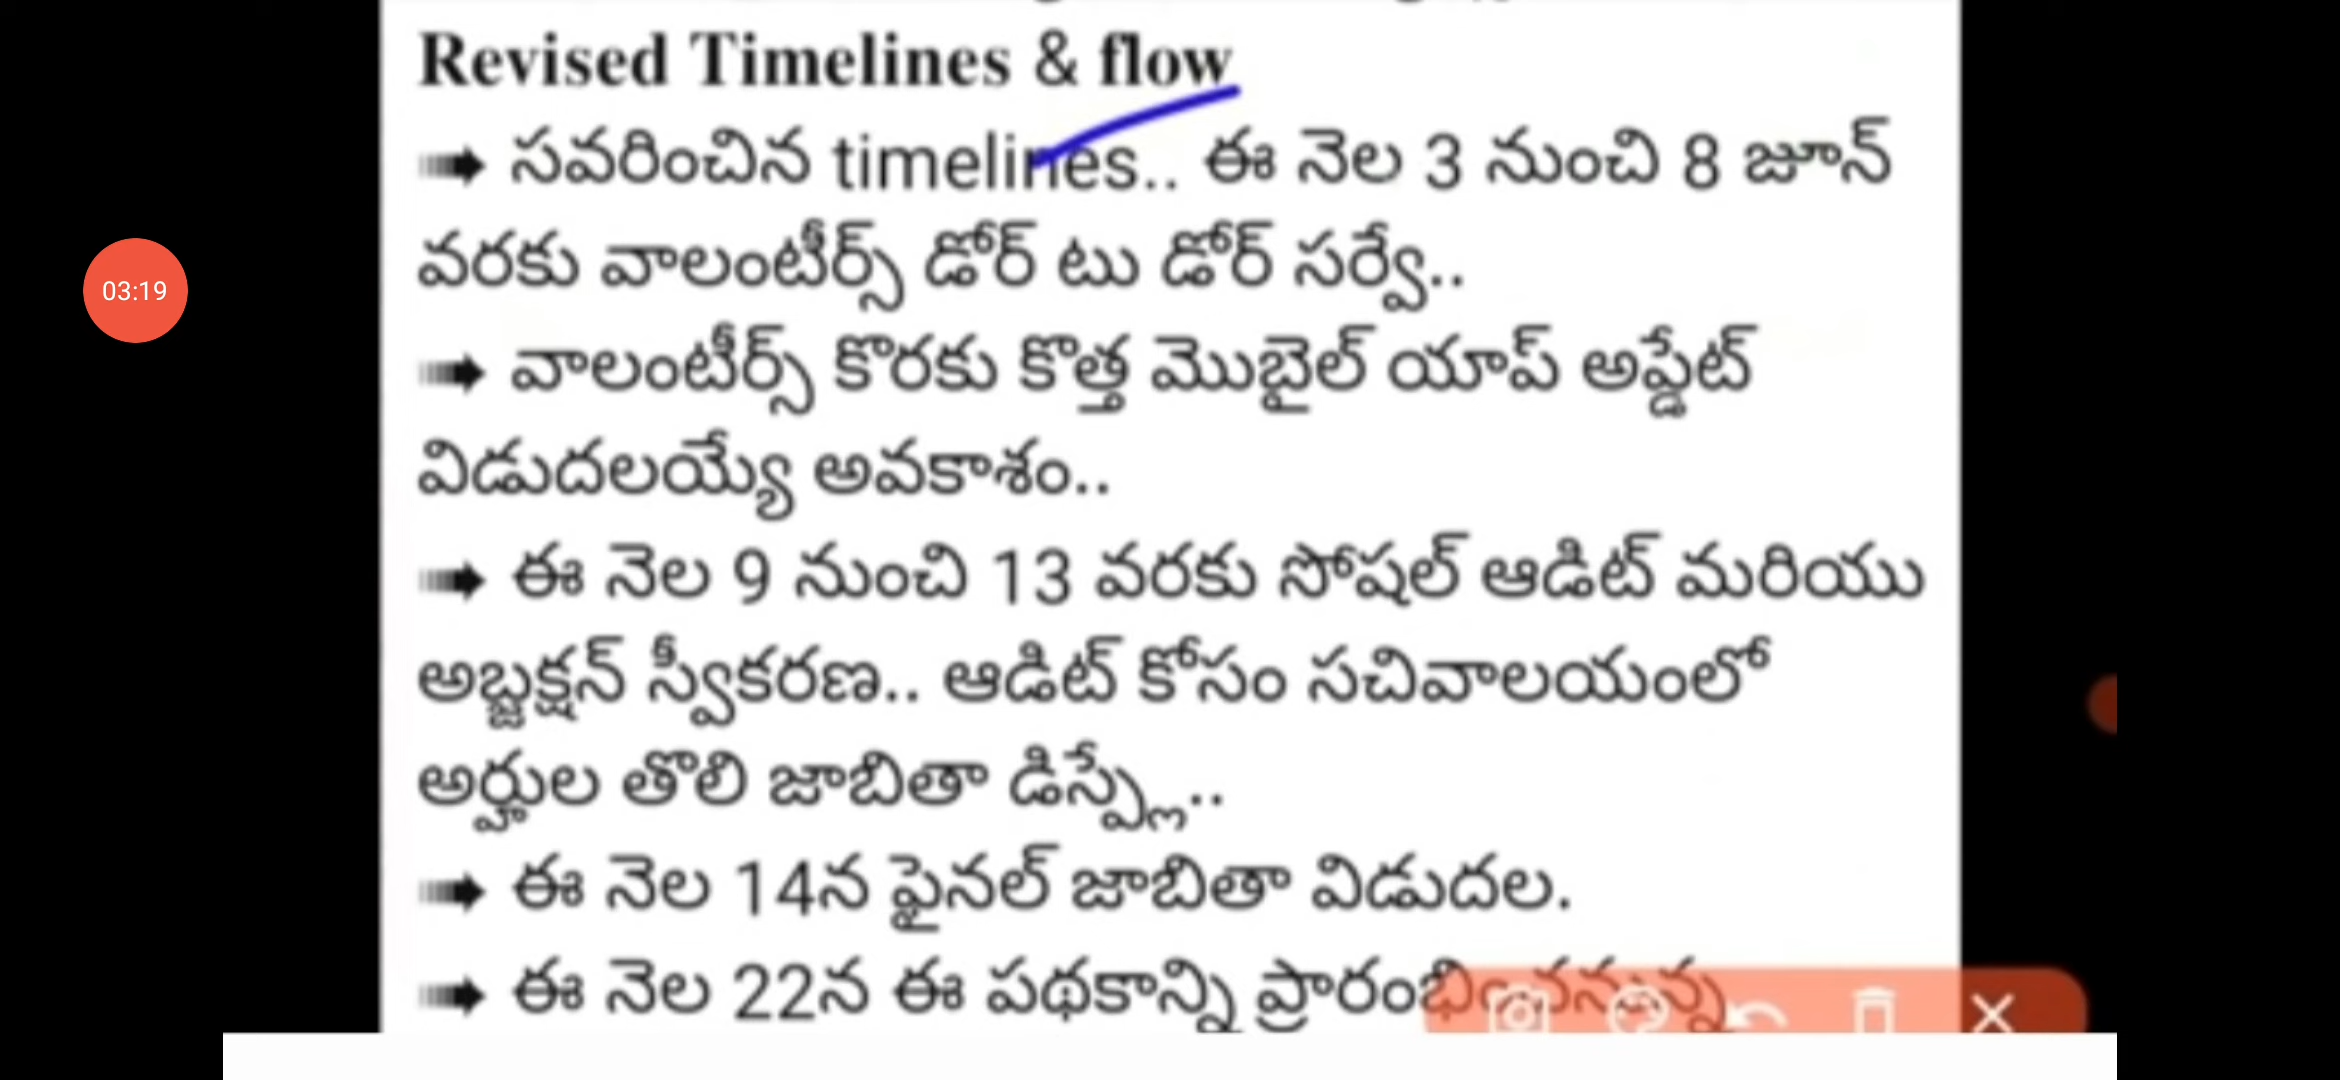 Revised Timelines & flow
➠ సవరించిన timelines.. ఈ నెల 3 నుంచి 8 జూన్
03:19
వరకు వాలంటీర్స్ డోర్ టు డోర్ సర్వే..
➠ వాలంటీర్స్ కొరకు కొత్త మొబైల్ యాప్ అప్డేట్
విడుదలయ్యే అవకాశం..
➠ ఈ నెల 9 నుంచి 13 వరకు సోషల్ ఆడిట్ మరియు
అబ్జక్షన్ స్వీకరణ.. ఆడిట్ కోసం సచివాలయంలో
అర్హుల తొలి జాబితా డిస్ప్లే..
➠ ఈ నెల 14న ఫైనల్ జాబితా విడుదల.
➠ ఈ నెల 22న ఈ పథకాన్ని